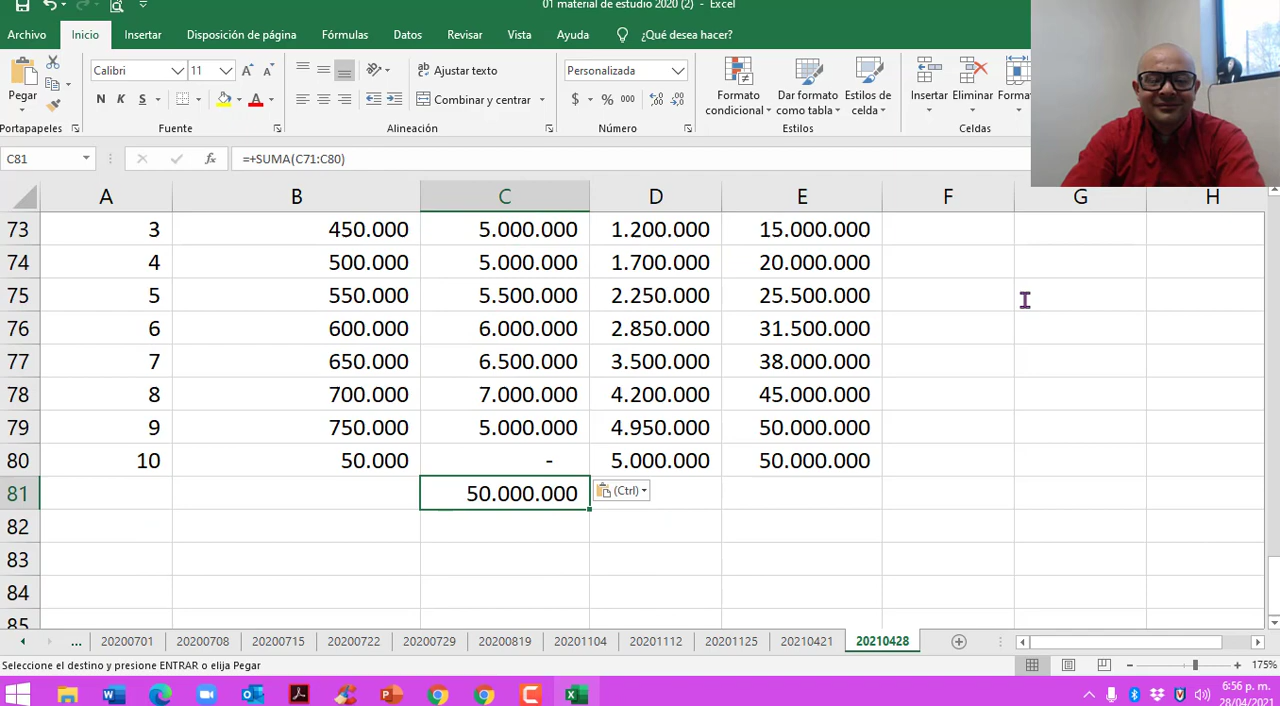 01 material de estudio 2020 (2) - Excel
Archivo Inicio Insertar Disposición de página Fórmulas Datos Revisar Vista Ayuda ¿Qué desea hacer?
Calibri 11 Ajustar texto Personalizada
Pegar N K S A Combinar y centrar $ % 000 Formato condicional Dar formato como tabla Estilos de celda Insertar Eliminar Format
Portapapeles Fuente Alineación Número Estilos Celdas
C81 fx =+SUMA(C71:C80)
A B C D E F G H
73 3 450.000 5.000.000 1.200.000 15.000.000
74 4 500.000 5.000.000 1.700.000 20.000.000
75 5 550.000 5.500.000 2.250.000 25.500.000
76 6 600.000 6.000.000 2.850.000 31.500.000
77 7 650.000 6.500.000 3.500.000 38.000.000
78 8 700.000 7.000.000 4.200.000 45.000.000
79 9 750.000 5.000.000 4.950.000 50.000.000
80 10 50.000 - 5.000.000 50.000.000
81 50.000.000 (Ctrl)
82
83
84
85
... 20200701 20200708 20200715 20200722 20200729 20200819 20201104 20201112 20201125 20210421 20210428
Seleccione el destino y presione ENTRAR o elija Pegar 175%
6:56 p. m.
28/04/2021